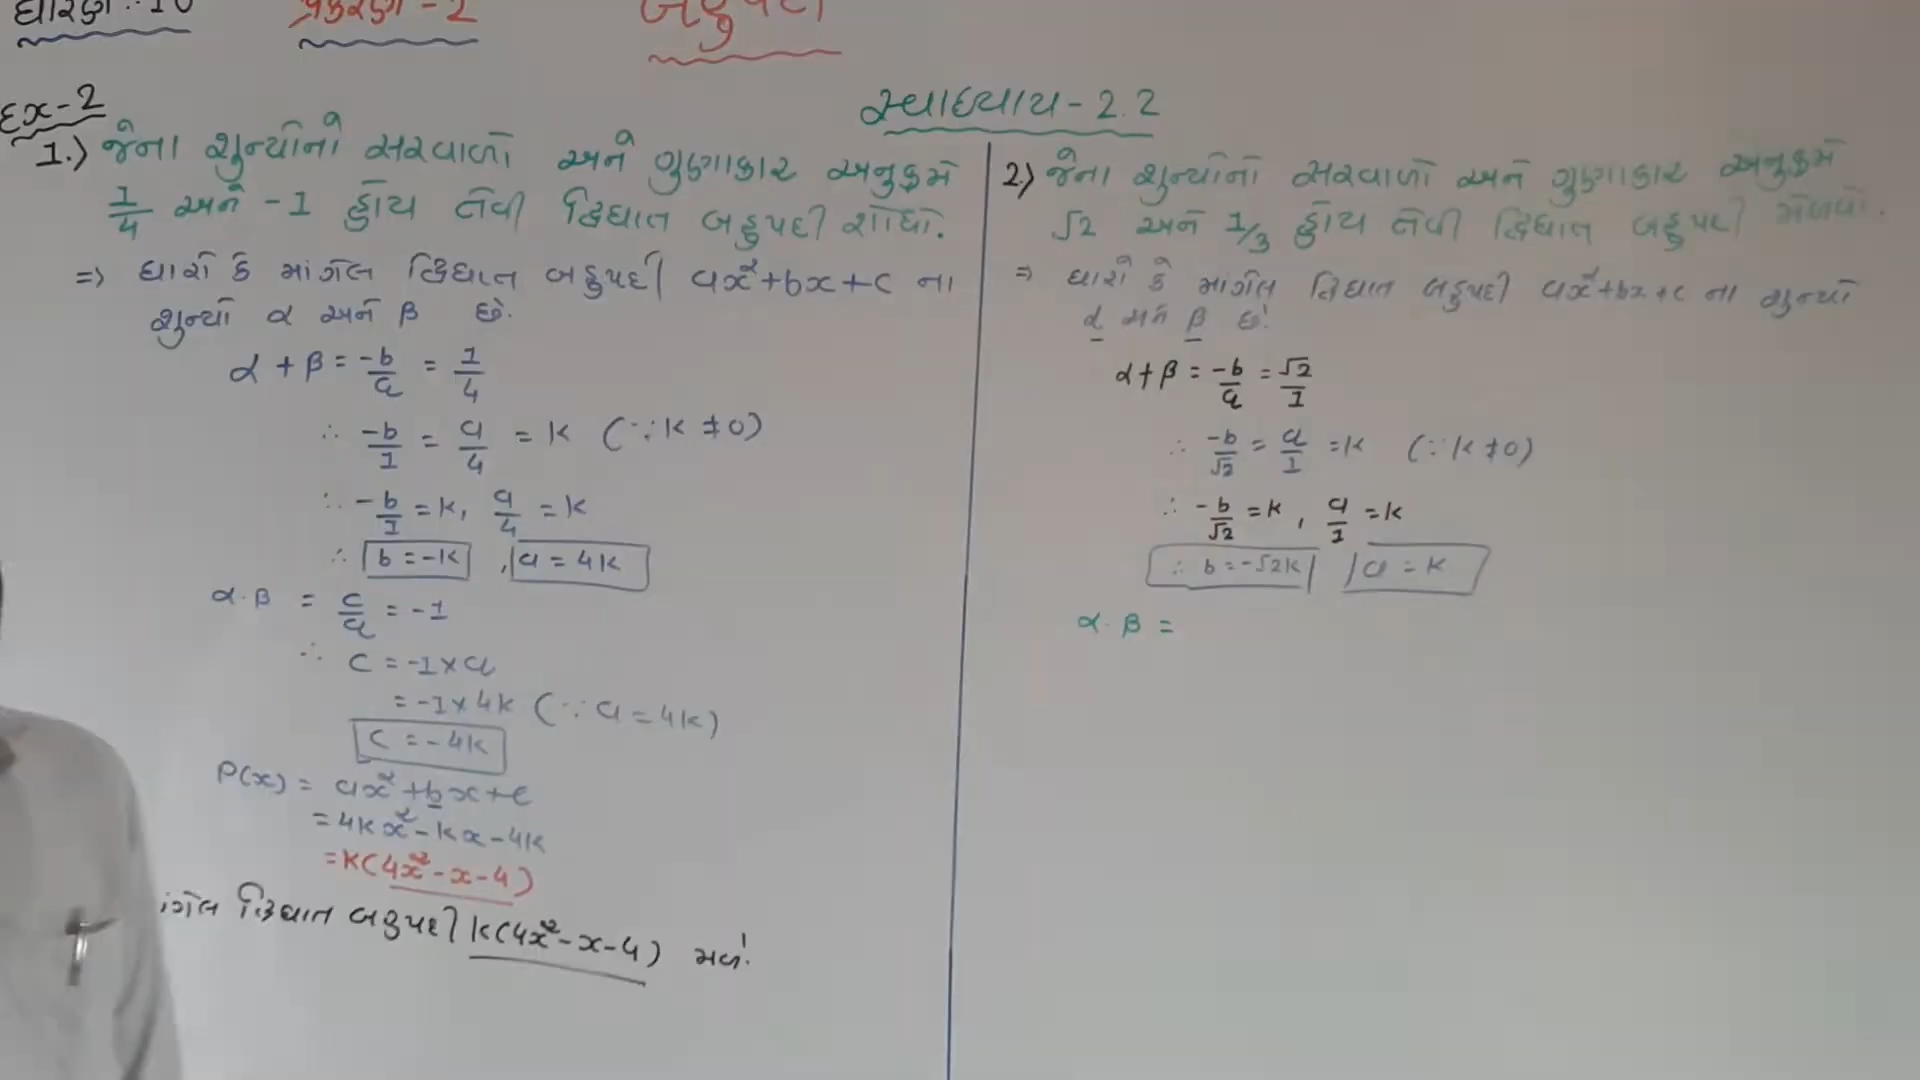 ધોરણ : 10 પ્રકરણ - 2 બહુપદી
સ્વાધ્યાય - 2.2
Ex-2
1.) જેના શુન્યોનો સરવાળો અને ગુણાકાર અનુક્રમે
1/4 અને -1 હોય તેવી દ્વિઘાત બહુપદી શોધો.
=> ધારો કે માંગેલ દ્વિઘાત બહુપદી ax²+bx+c ના
શુન્યો α અને β છે.
α + β = -b/a = 1/4
∴ -b/1 = a/4 = k (∵ k ≠ 0)
∴ -b/1 = k, a/4 = k
∴ b = -k , a = 4k
α . β = c/a = -1
∴ c = -1 x a
= -1 x 4k (∵ a = 4k)
c = -4k
P(x) = ax² + bx + c
= 4kx² - kx - 4k
= k(4x² - x - 4)
ંગેલ દ્વિઘાત બહુપદી k(4x² - x - 4) મળે.
2) જેના શુન્યોનો સરવાળો અને ગુણાકાર અનુક્રમે
√2 અને 1/3 હોય તેવી દ્વિઘાત બહુપદી મેળવો.
=> ધારો કે માંગેલ દ્વિઘાત બહુપદી ax²+bx+c ના શુન્યો
α અને β છે.
α + β = -b/a = √2/1
∴ -b/√2 = a/1 = k (∵ k ≠ 0)
∴ -b/√2 = k , a/1 = k
∴ b = -√2k a = k
α . β =